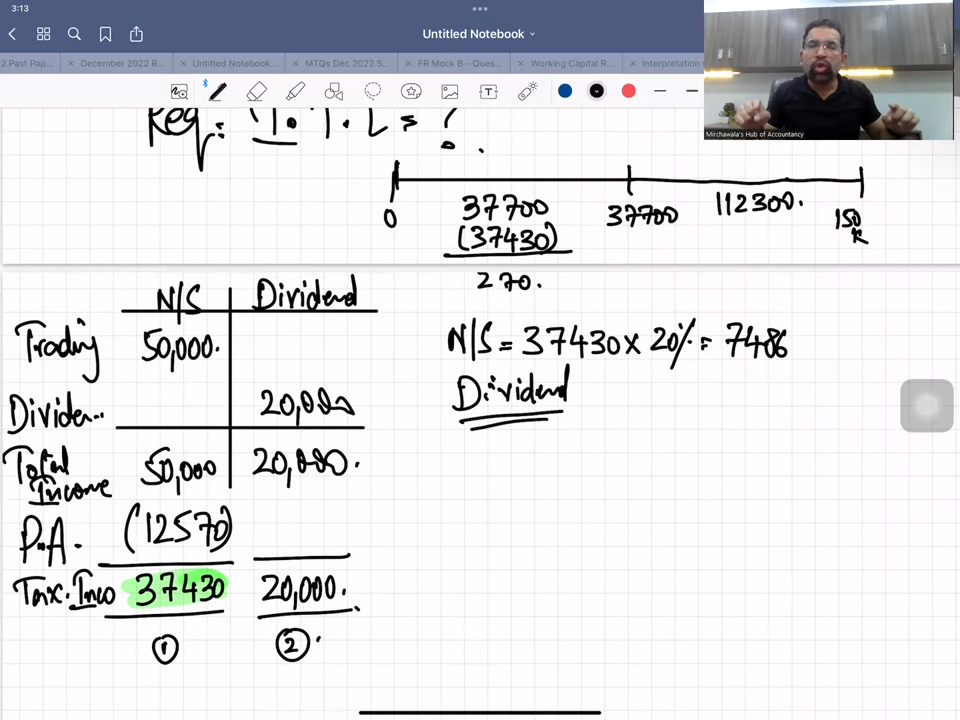 3:13
Untitled Notebook
2 Past Pap...
December 2022 R...
Untitled Notebook...
MTQs Dec 2022 S...
FR Mock B - Ques...
Working Capital R...
Interpretation
Mirchawala's Hub of Accountancy
Req = I.T.L = ?
0
37700
(37430)
270.
37700
112300.
150k
N/S
Dividend
Trading
50,000.
Dividen..
20,000
Total Income
50,000
20,000.
P.A.
(12570)
Tax. Inco
37430
20,000.
1
2
N/S = 37430 x 20% = 7486
Dividend